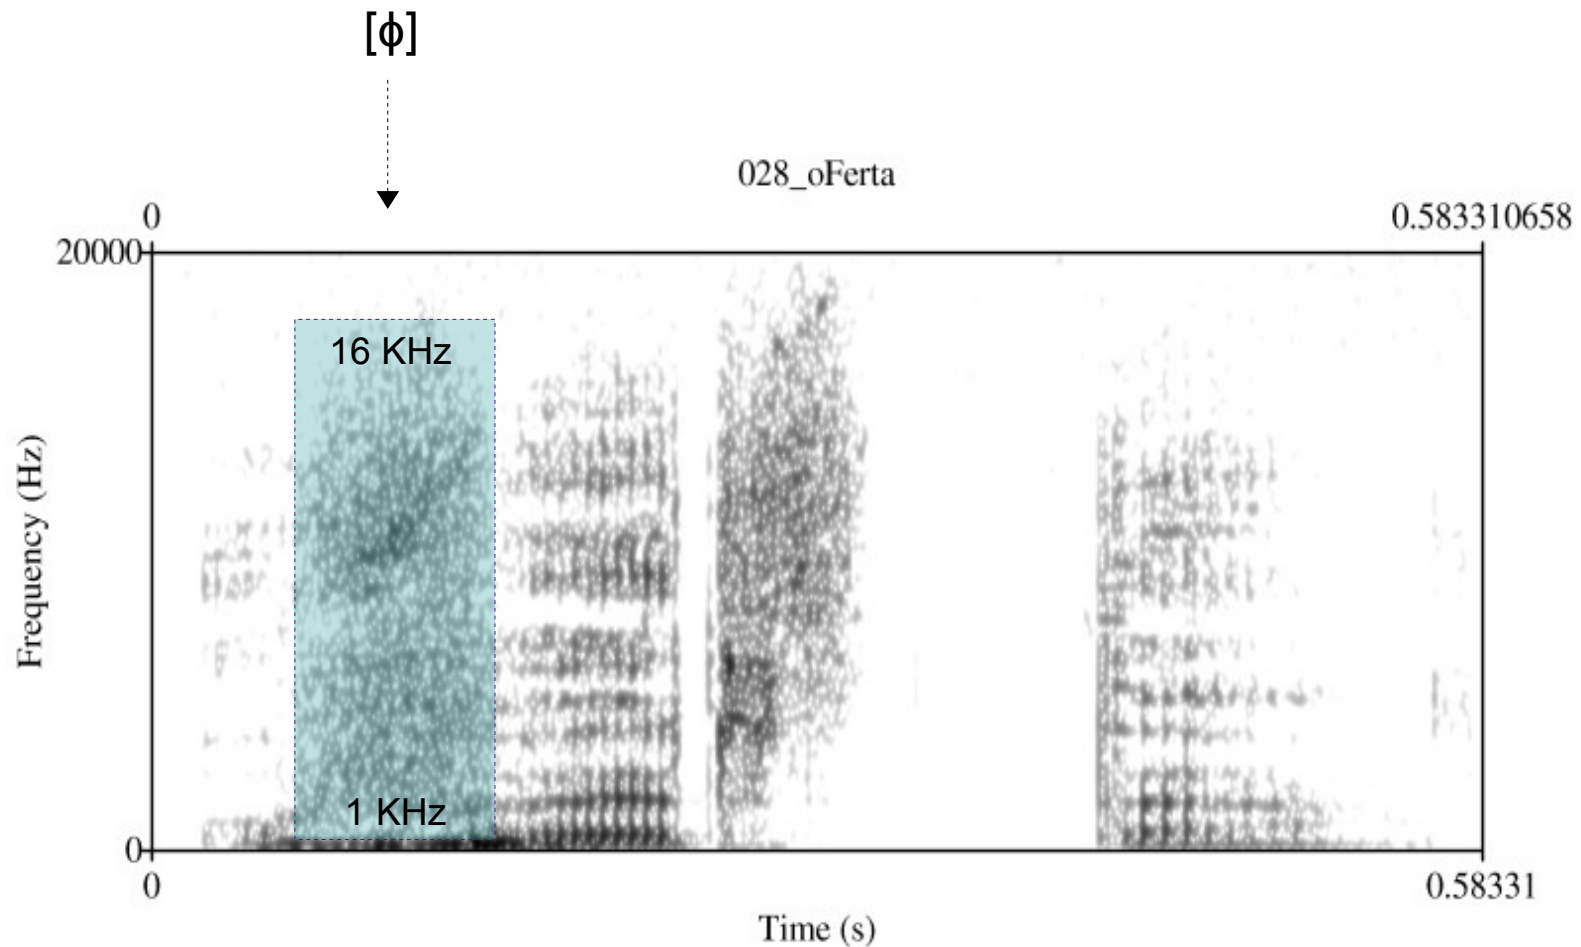 [ɸ]
028_oFerta
0 0.583310658
20000
16 KHz
Frequency (Hz)
1 KHz
0
0 0.58331
Time (s)